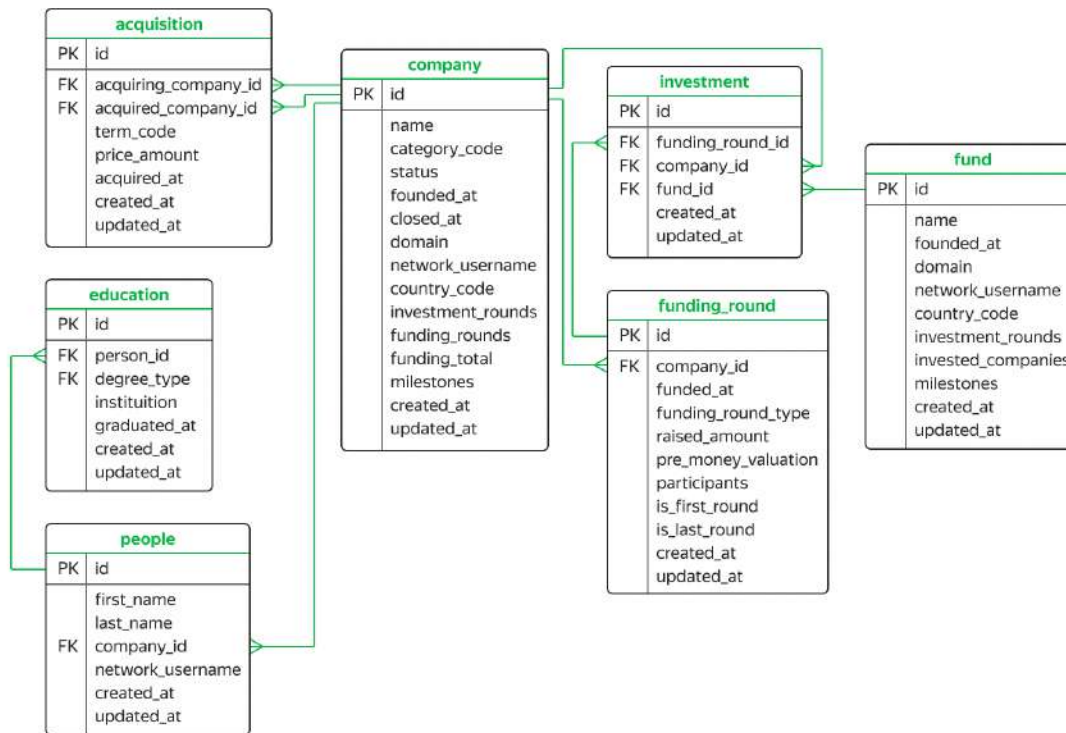 acquisition
PK id
FK acquiring_company_id
FK acquired_company_id
term_code
price_amount
acquired_at
created_at
updated_at
education
PK id
FK person_id
FK degree_type
instituition
graduated_at
created_at
updated_at
people
PK id
first_name
last_name
FK company_id
network_username
created_at
updated_at
company
PK id
name
category_code
status
founded_at
closed_at
domain
network_username
country_code
investment_rounds
funding_rounds
funding_total
milestones
created_at
updated_at
investment
PK id
FK funding_round_id
FK company_id
FK fund_id
created_at
updated_at
funding_round
PK id
FK company_id
funded_at
funding_round_type
raised_amount
pre_money_valuation
participants
is_first_round
is_last_round
created_at
updated_at
fund
PK id
name
founded_at
domain
network_username
country_code
investment_rounds
invested_companies
milestones
created_at
updated_at